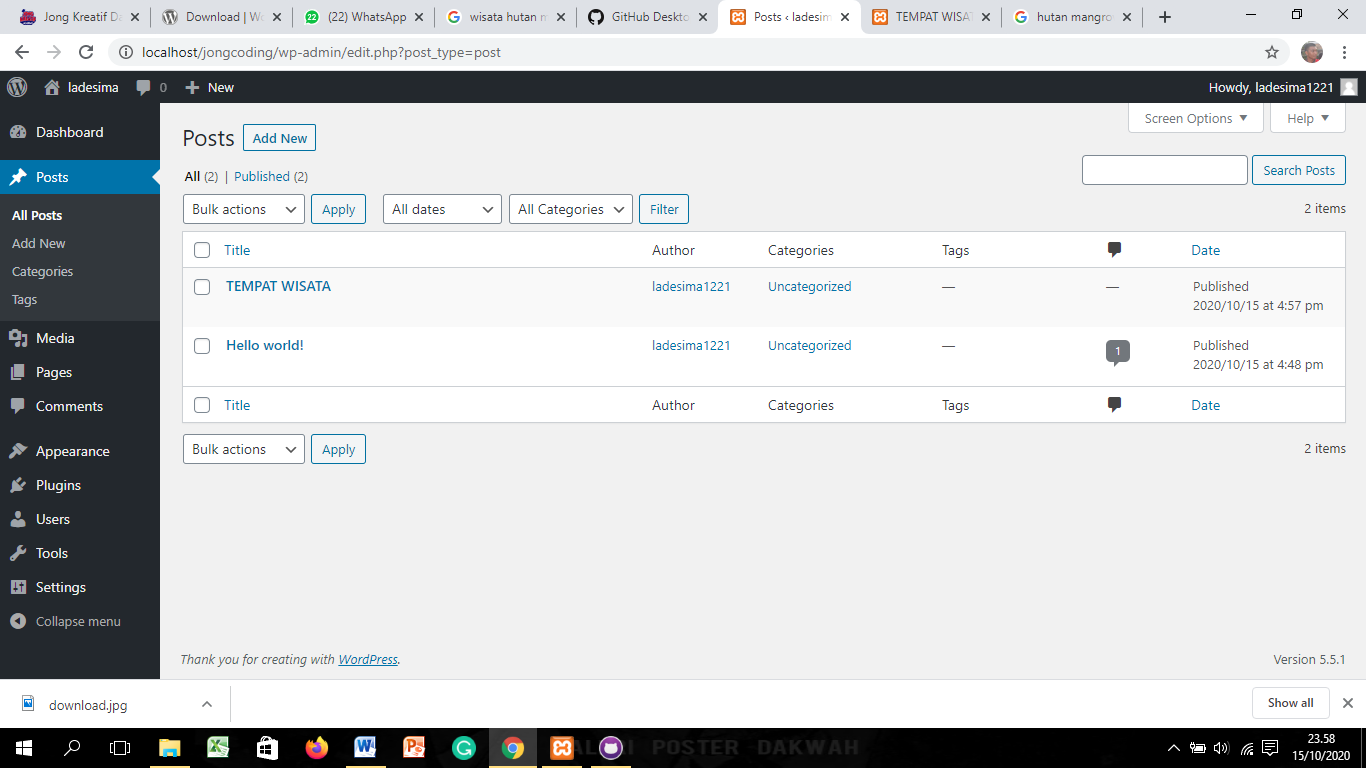 Jong Kreatif Da
Download | Wo
(22) WhatsApp
wisata hutan m
GitHub Deskto
Posts ‹ ladesim
TEMPAT WISAT
hutan mangro
localhost/jongcoding/wp-admin/edit.php?post_type=post
ladesima
0
New
Howdy, ladesima1221
Dashboard
Posts
All Posts
Add New
Categories
Tags
Media
Pages
Comments
Appearance
Plugins
Users
Tools
Settings
Collapse menu
Screen Options
Help
Posts
Add New
All (2) | Published (2)
Search Posts
Bulk actions
Apply
All dates
All Categories
Filter
2 items
Title Author Categories Tags Date
TEMPAT WISATA ladesima1221 Uncategorized — — Published
2020/10/15 at 4:57 pm
Hello world! ladesima1221 Uncategorized — 1 Published
2020/10/15 at 4:48 pm
Title Author Categories Tags Date
Bulk actions
Apply
2 items
Thank you for creating with WordPress.
Version 5.5.1
download.jpg
Show all
POSTER DAKWAH
23.58
15/10/2020